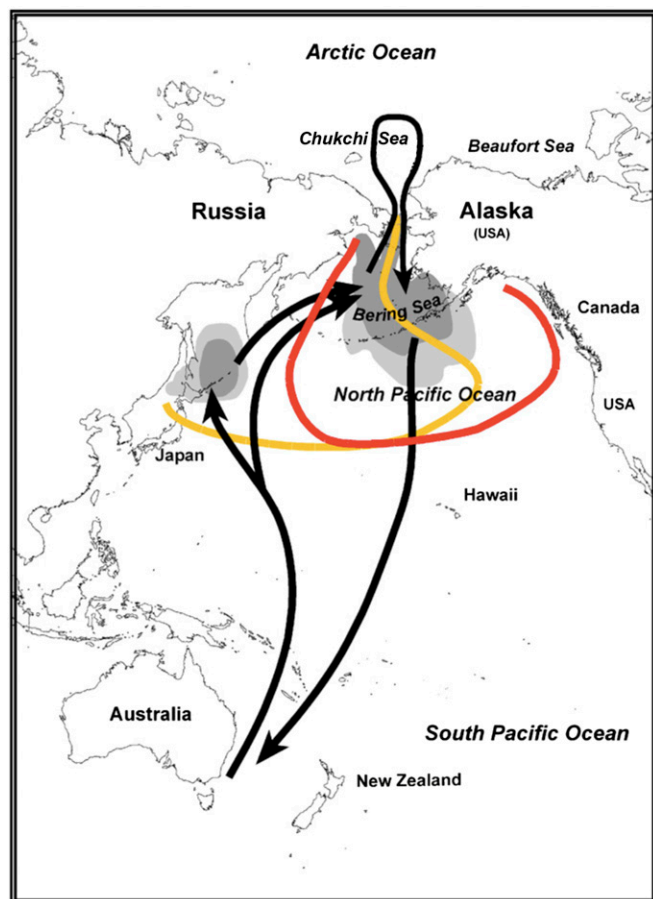 Arctic Ocean
Chukchi Sea
Beaufort Sea
Russia
Alaska
(USA)
Canada
Bering Sea
North Pacific Ocean
USA
Japan
Hawaii
Australia
South Pacific Ocean
New Zealand